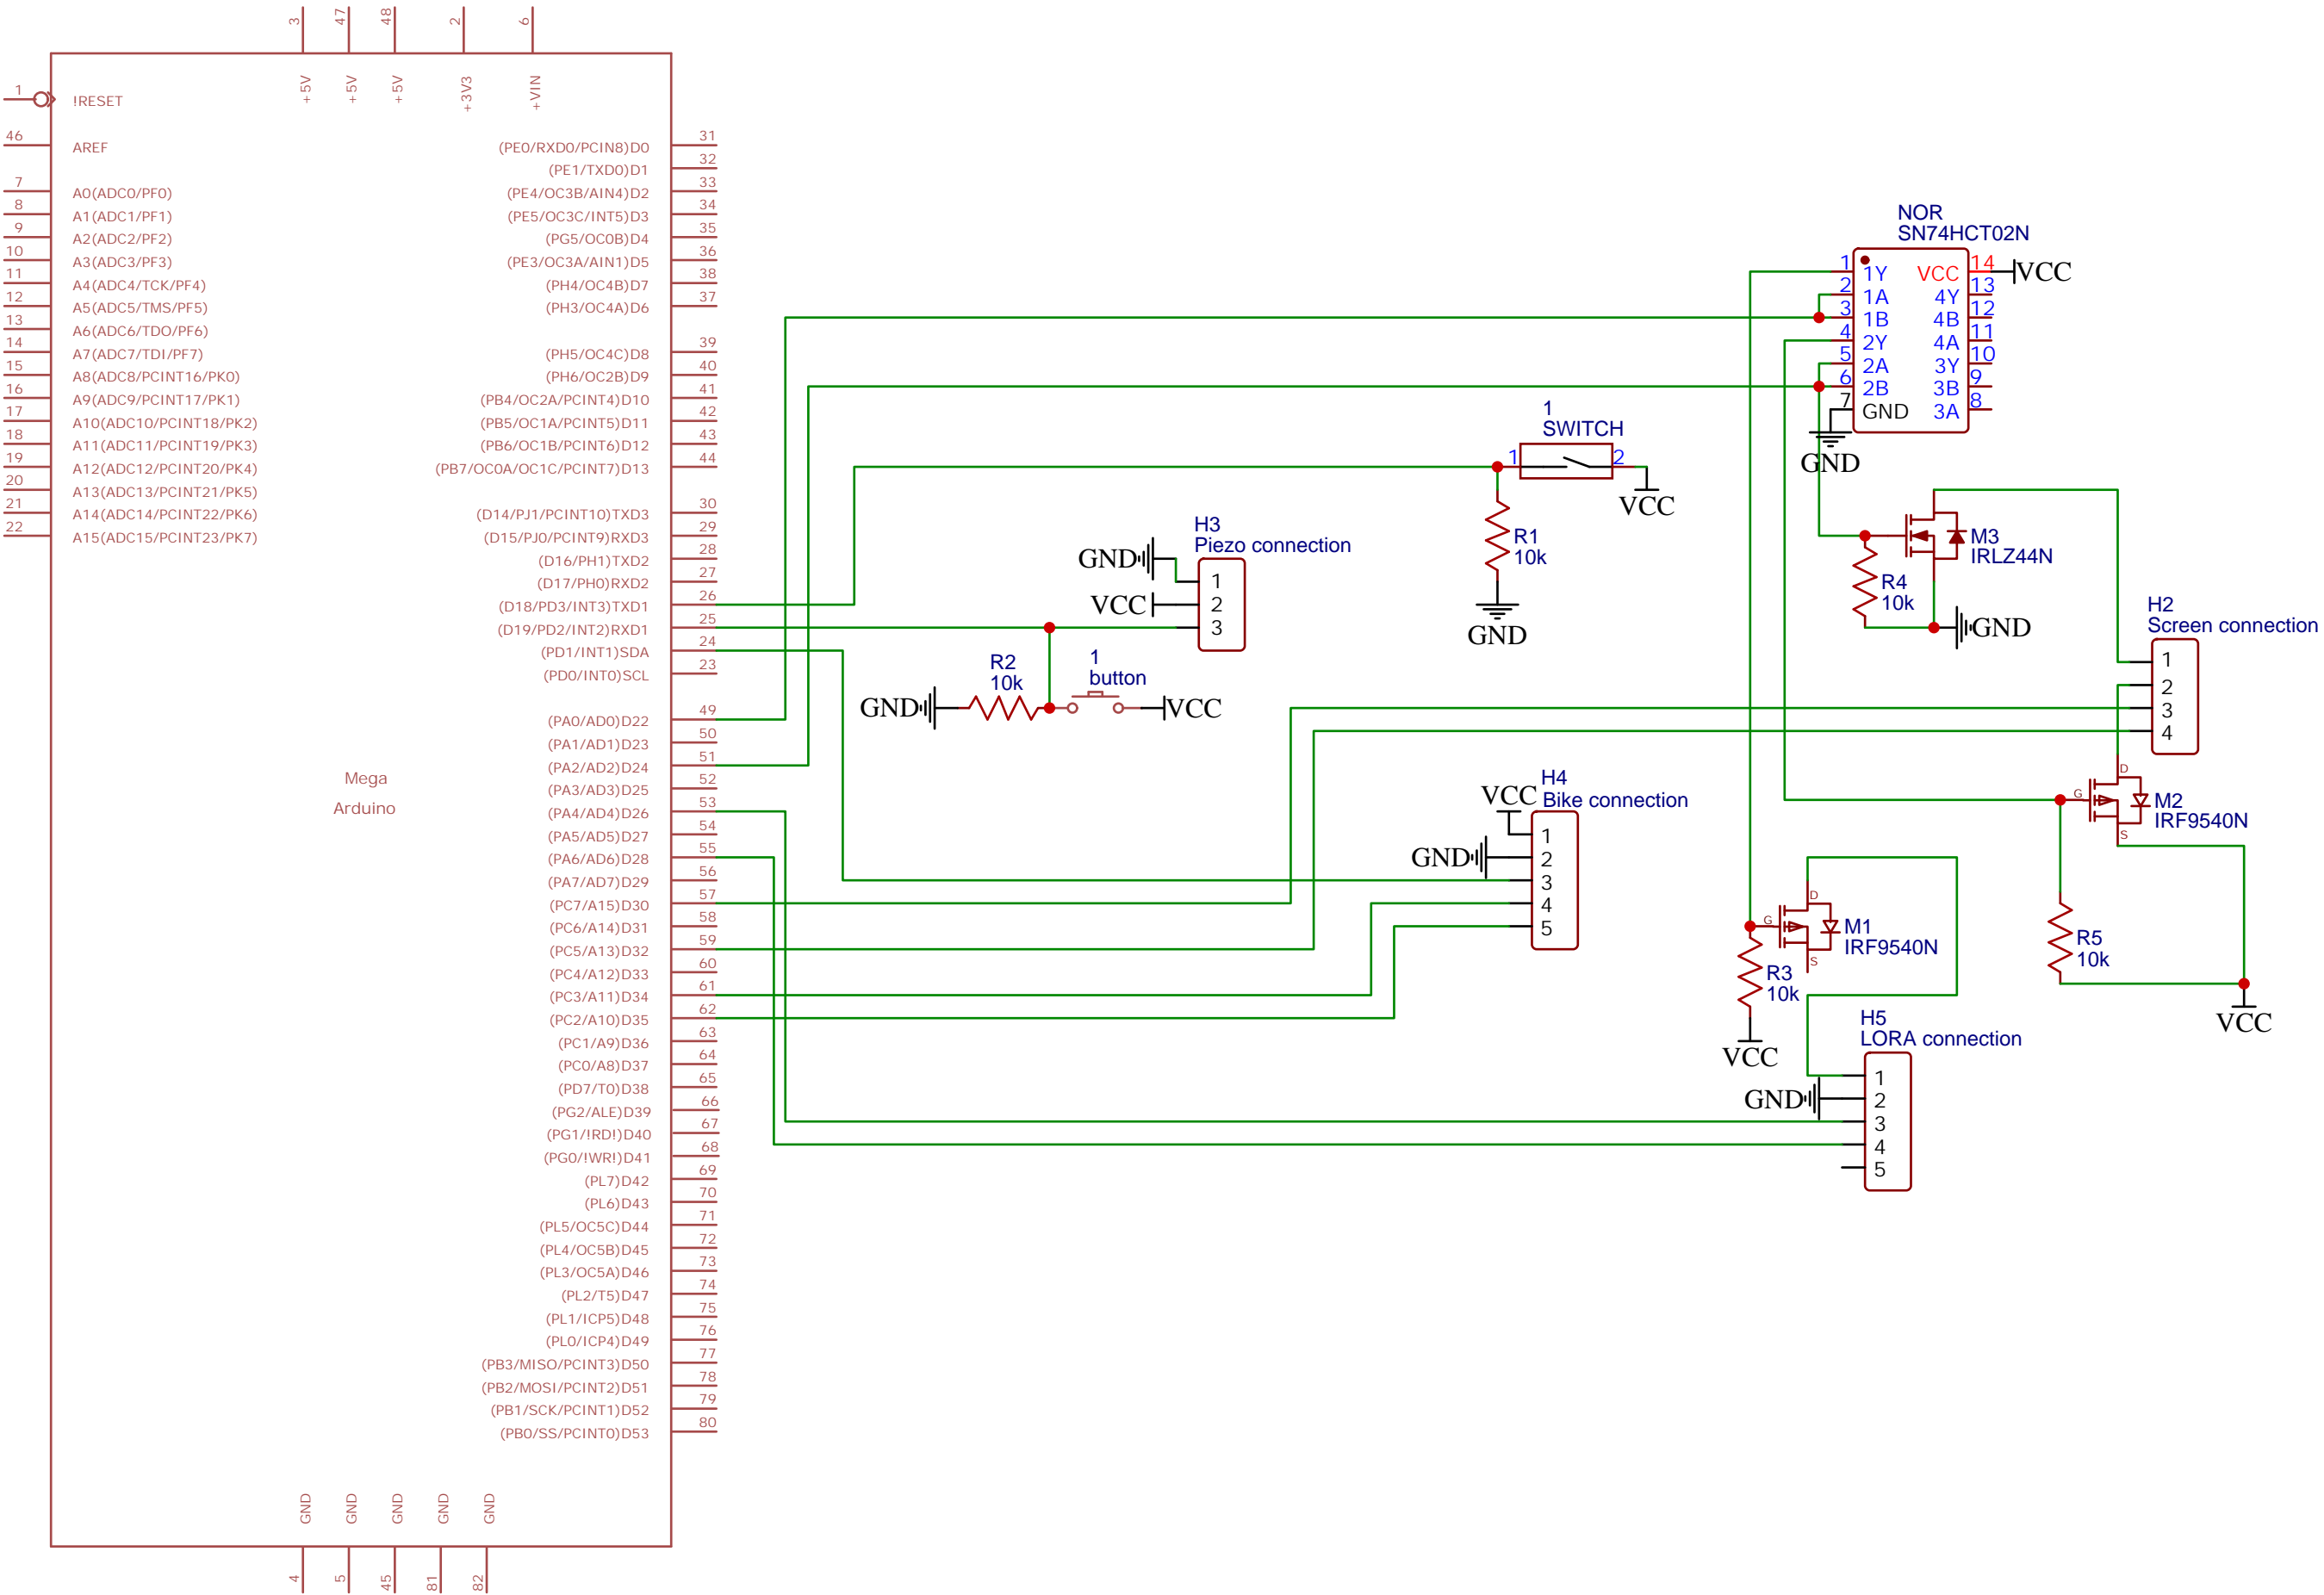 3
47
48
2
6
+5V
+5V
+5V
+3V3
+VIN
1
!RESET
46
AREF
7
A0(ADC0/PF0)
8
A1(ADC1/PF1)
9
A2(ADC2/PF2)
10
A3(ADC3/PF3)
11
A4(ADC4/TCK/PF4)
12
A5(ADC5/TMS/PF5)
13
A6(ADC6/TDO/PF6)
14
A7(ADC7/TDI/PF7)
15
A8(ADC8/PCINT16/PK0)
16
A9(ADC9/PCINT17/PK1)
17
A10(ADC10/PCINT18/PK2)
18
A11(ADC11/PCINT19/PK3)
19
A12(ADC12/PCINT20/PK4)
20
A13(ADC13/PCINT21/PK5)
21
A14(ADC14/PCINT22/PK6)
22
A15(ADC15/PCINT23/PK7)
(PE0/RXD0/PCIN8)D0 31
(PE1/TXD0)D1 32
(PE4/OC3B/AIN4)D2 33
(PE5/OC3C/INT5)D3 34
(PG5/OC0B)D4 35
(PE3/OC3A/AIN1)D5 36
(PH4/OC4B)D7 38
(PH3/OC4A)D6 37
(PH5/OC4C)D8 39
(PH6/OC2B)D9 40
(PB4/OC2A/PCINT4)D10 41
(PB5/OC1A/PCINT5)D11 42
(PB6/OC1B/PCINT6)D12 43
(PB7/OC0A/OC1C/PCINT7)D13 44
(D14/PJ1/PCINT10)TXD3 30
(D15/PJ0/PCINT9)RXD3 29
(D16/PH1)TXD2 28
(D17/PH0)RXD2 27
(D18/PD3/INT3)TXD1 26
(D19/PD2/INT2)RXD1 25
(PD1/INT1)SDA 24
(PD0/INT0)SCL 23
(PA0/AD0)D22 49
(PA1/AD1)D23 50
(PA2/AD2)D24 51
(PA3/AD3)D25 52
(PA4/AD4)D26 53
(PA5/AD5)D27 54
(PA6/AD6)D28 55
(PA7/AD7)D29 56
(PC7/A15)D30 57
(PC6/A14)D31 58
(PC5/A13)D32 59
(PC4/A12)D33 60
(PC3/A11)D34 61
(PC2/A10)D35 62
(PC1/A9)D36 63
(PC0/A8)D37 64
(PD7/T0)D38 65
(PG2/ALE)D39 66
(PG1/!RD!)D40 67
(PG0/!WR!)D41 68
(PL7)D42 69
(PL6)D43 70
(PL5/OC5C)D44 71
(PL4/OC5B)D45 72
(PL3/OC5A)D46 73
(PL2/T5)D47 74
(PL1/ICP5)D48 75
(PL0/ICP4)D49 76
(PB3/MISO/PCINT3)D50 77
(PB2/MOSI/PCINT2)D51 78
(PB1/SCK/PCINT1)D52 79
(PB0/SS/PCINT0)D53 80
Mega
Arduino
GND
GND
GND
GND
GND
4
5
45
81
82
NOR
SN74HCT02N
1 1Y VCC 14 VCC
2 1A 4Y 13
3 1B 4B 12
4 2Y 4A 11
5 2A 3Y 10
6 2B 3B 9
7 GND 3A 8
GND
1
SWITCH
1 2
VCC
R1
10k
GND
H3
Piezo connection
GND
VCC
1
2
3
R2
10k
GND
1
button
VCC
M3
IRLZ44N
R4
10k
GND
H2
Screen connection
1
2
3
4
D
G
S
M2
IRF9540N
R5
10k
VCC
H4
Bike connection
VCC
GND
1
2
3
4
5
D
G
S
M1
IRF9540N
R3
10k
VCC
H5
LORA connection
GND
1
2
3
4
5